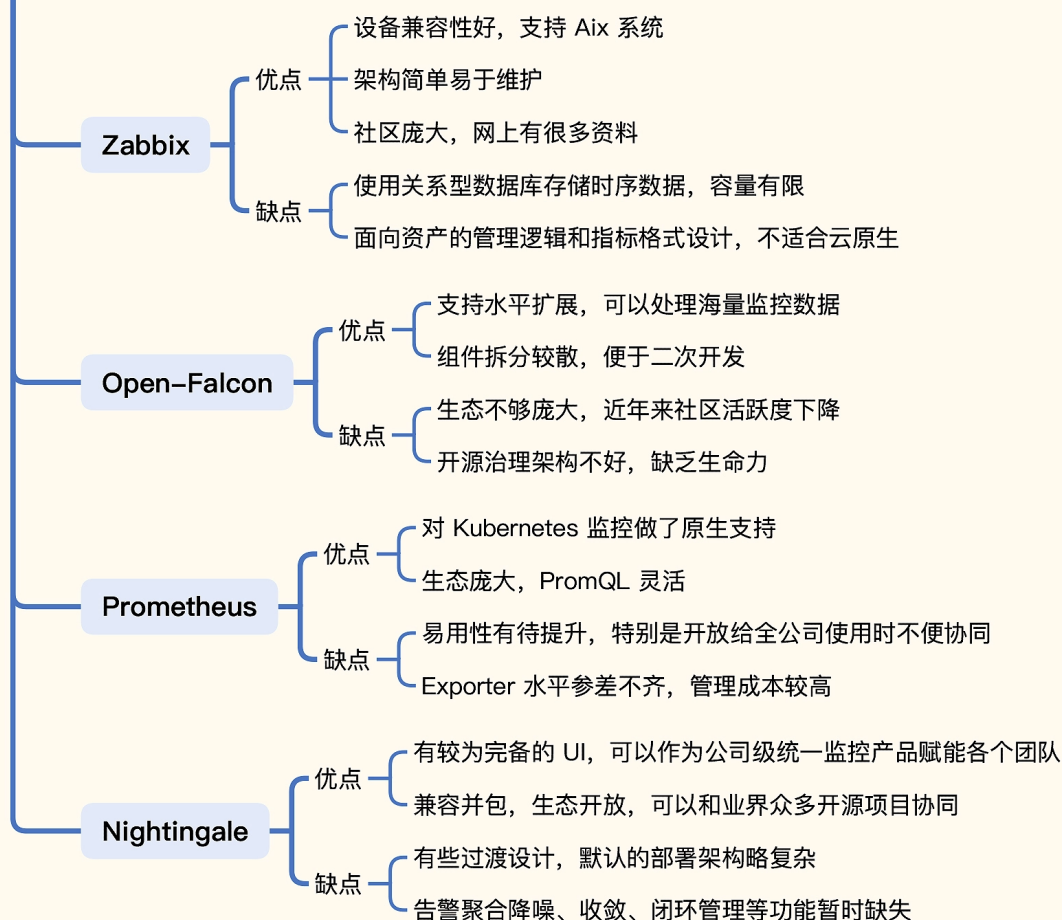 Zabbix
优点
设备兼容性好，支持 Aix 系统
架构简单易于维护
社区庞大，网上有很多资料
缺点
使用关系型数据库存储时序数据，容量有限
面向资产的管理逻辑和指标格式设计，不适合云原生
Open-Falcon
优点
支持水平扩展，可以处理海量监控数据
组件拆分较散，便于二次开发
缺点
生态不够庞大，近年来社区活跃度下降
开源治理架构不好，缺乏生命力
Prometheus
优点
对 Kubernetes 监控做了原生支持
生态庞大，PromQL 灵活
缺点
易用性有待提升，特别是开放给全公司使用时不便协同
Exporter 水平参差不齐，管理成本较高
Nightingale
优点
有较为完备的 UI，可以作为公司级统一监控产品赋能各个团队
兼容并包，生态开放，可以和业界众多开源项目协同
缺点
有些过渡设计，默认的部署架构略复杂
告警聚合降噪、收敛、闭环管理等功能暂时缺失